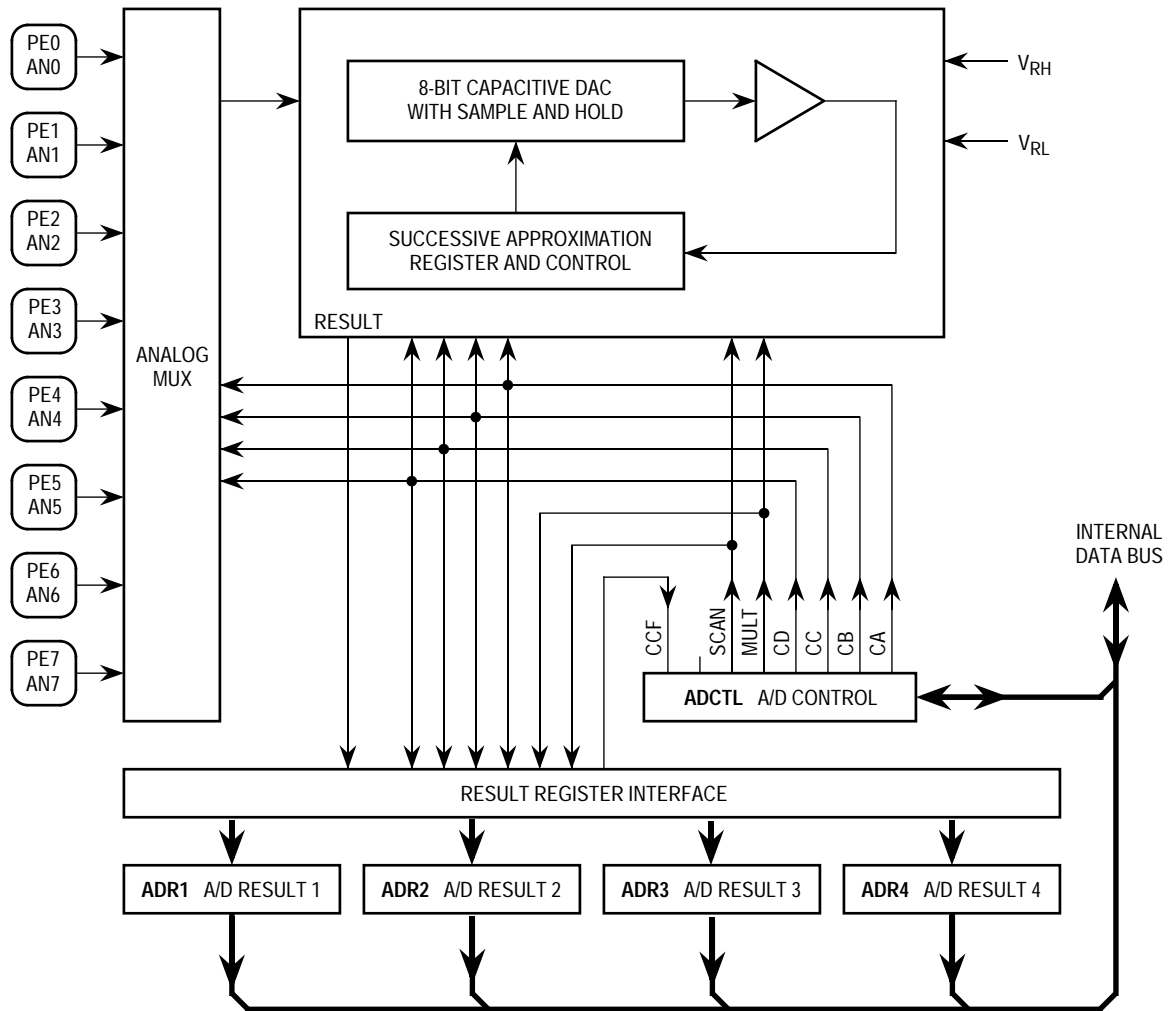 PE0
AN0
PE1
AN1
PE2
AN2
PE3
AN3
PE4
AN4
PE5
AN5
PE6
AN6
PE7
AN7
ANALOG
MUX
8-BIT CAPACITIVE DAC
WITH SAMPLE AND HOLD
SUCCESSIVE APPROXIMATION
REGISTER AND CONTROL
RESULT
VRH
VRL
INTERNAL
DATA BUS
CCF
SCAN
MULT
CD
CC
CB
CA
ADCTL A/D CONTROL
RESULT REGISTER INTERFACE
ADR1 A/D RESULT 1
ADR2 A/D RESULT 2
ADR3 A/D RESULT 3
ADR4 A/D RESULT 4